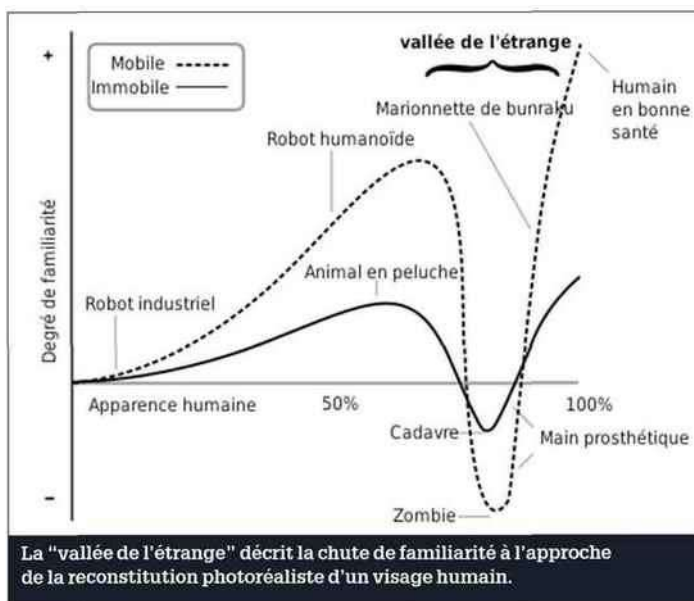 +
vallée de l'étrange
Mobile
Immobile
Humain
en bonne
santé
Marionnette de bunraku
Robot humanoïde
Degré de familiarité
Animal en peluche
Robot industriel
Apparence humaine
50%
100%
Cadavre
Main prosthétique
–
Zombie
La "vallée de l'étrange" décrit la chute de familiarité à l'approche
de la reconstitution photoréaliste d'un visage humain.